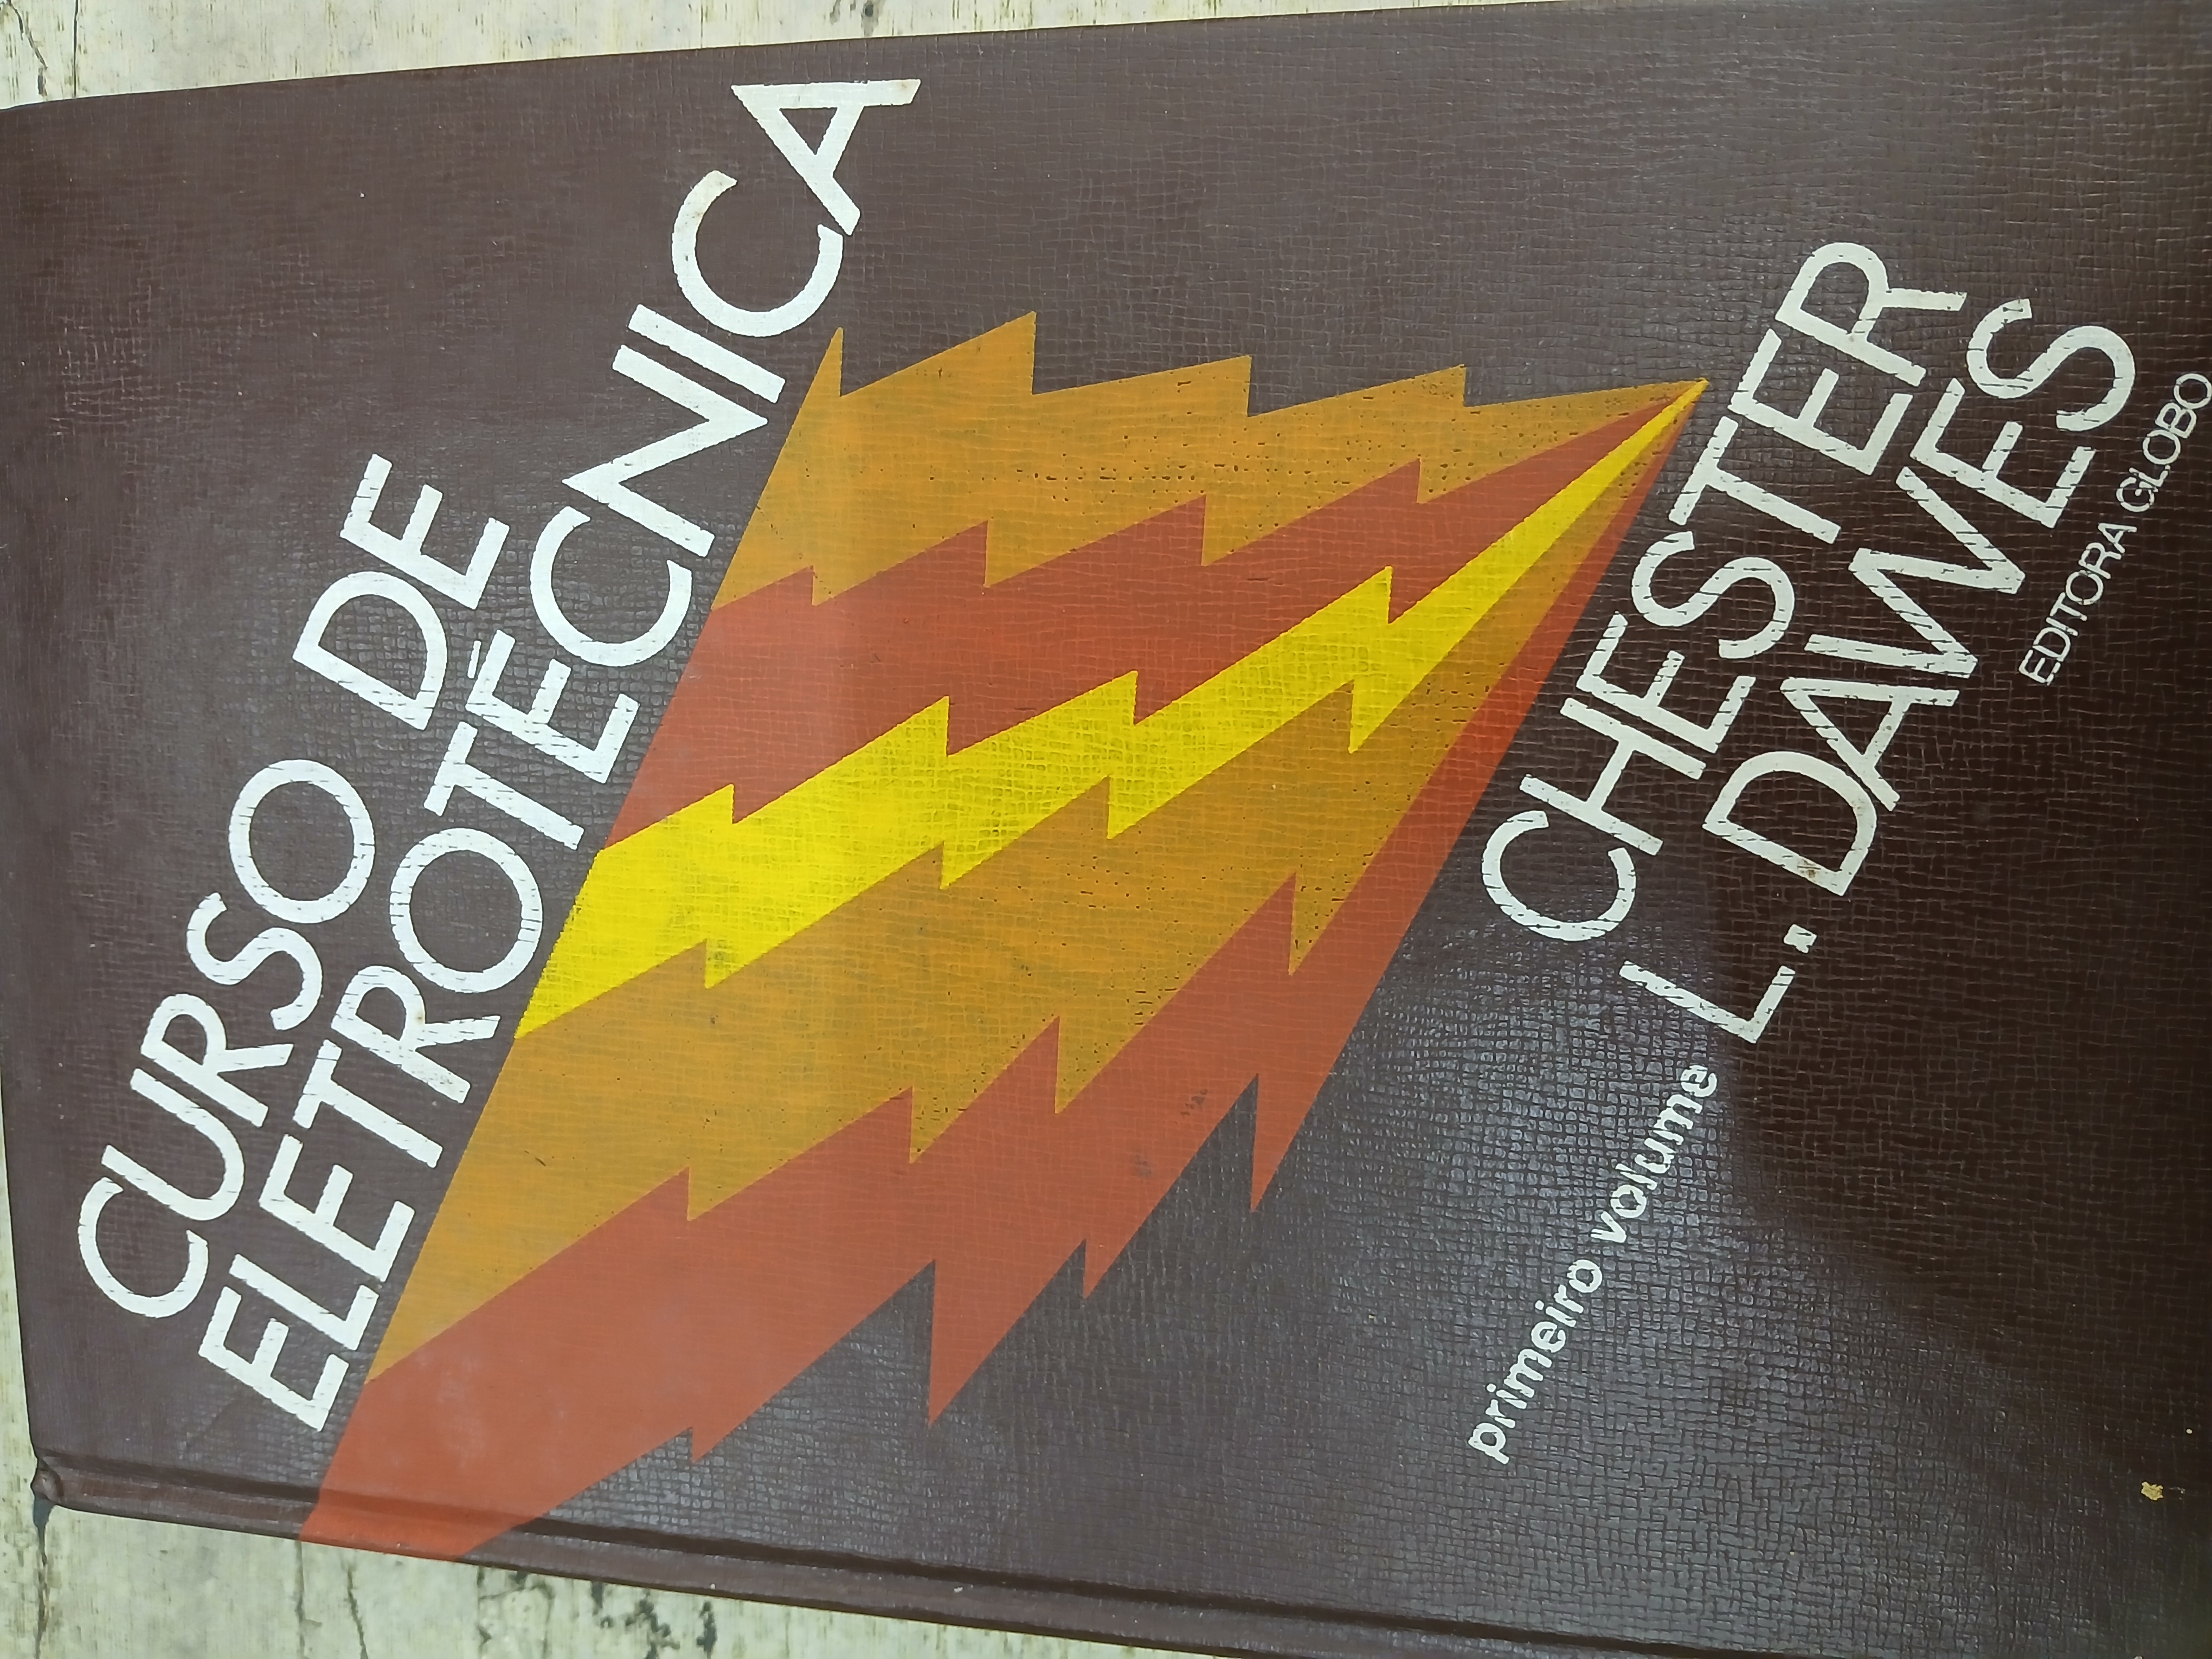 CURSO DE
ELETROTÉCNICA
CHESTER
L. DAWES
primeiro volume
EDITORA GLOBO